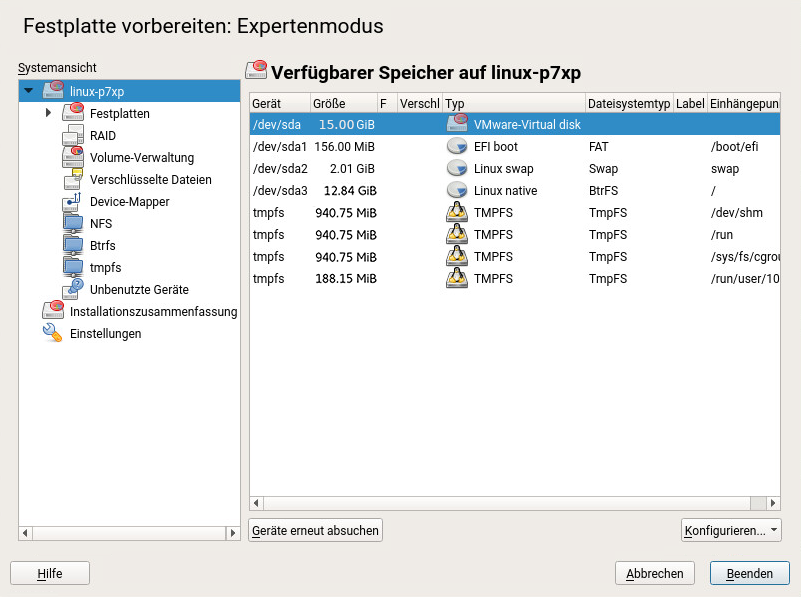 Festplatte vorbereiten: Expertenmodus
Systemansicht
linux-p7xp
Festplatten
RAID
Volume-Verwaltung
Verschlüsselte Dateien
Device-Mapper
NFS
Btrfs
tmpfs
Unbenutzte Geräte
Installationszusammenfassung
Einstellungen
Verfügbarer Speicher auf linux-p7xp
Gerät Größe F Verschl Typ Dateisystemtyp Label Einhängepun
/dev/sda 15.00 GiB VMware-Virtual disk
/dev/sda1 156.00 MiB EFI boot FAT /boot/efi
/dev/sda2 2.01 GiB Linux swap Swap swap
/dev/sda3 12.84 GiB Linux native BtrFS /
tmpfs 940.75 MiB TMPFS TmpFS /dev/shm
tmpfs 940.75 MiB TMPFS TmpFS /run
tmpfs 940.75 MiB TMPFS TmpFS /sys/fs/cgrou
tmpfs 188.15 MiB TMPFS TmpFS /run/user/10
Geräte erneut absuchen Konfigurieren...
Hilfe Abbrechen Beenden